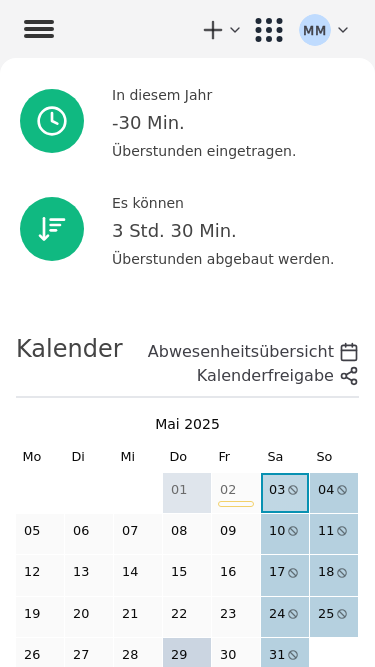 MM
In diesem Jahr
-30 Min.
Überstunden eingetragen.
Es können
3 Std. 30 Min.
Überstunden abgebaut werden.
Kalender
Abwesenheitsübersicht
Kalenderfreigabe
Mai 2025
Mo Di Mi Do Fr Sa So
01 02 03 04
05 06 07 08 09 10 11
12 13 14 15 16 17 18
19 20 21 22 23 24 25
26 27 28 29 30 31